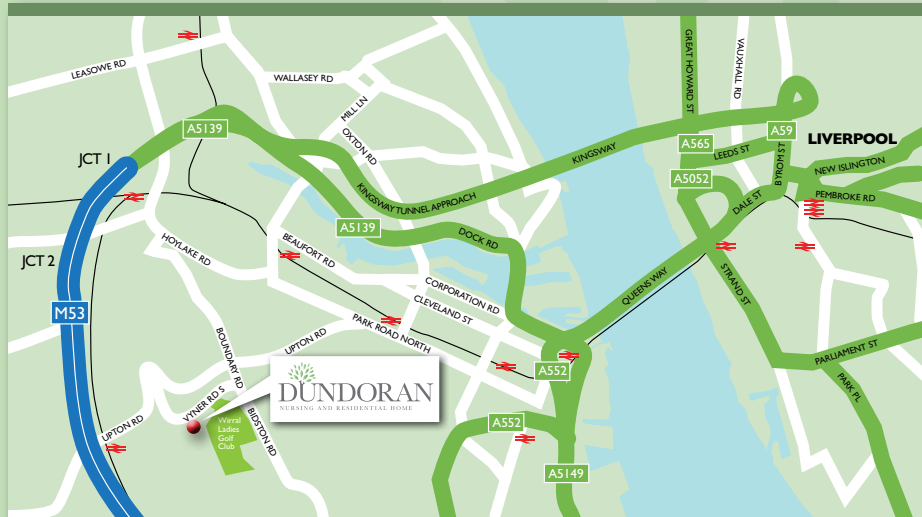 LEASOWE RD
WALLASEY RD
MILL LN
OXTON RD
GREAT HOWARD ST
VAUXHALL RD
A5139
JCT 1
KINGSWAY
A565
LEEDS ST
A59
BYROM ST
LIVERPOOL
NEW ISLINGTON
A5052
PEMBROKE RD
DALE ST
KINGSWAY TUNNEL APPROACH
A5139
DOCK RD
JCT 2
HOYLAKE RD
BEAUFORT RD
CORPORATION RD
CLEVELAND ST
QUEENS WAY
STRAND ST
M53
PARK ROAD NORTH
UPTON RD
BOUNDARY RD
PARLIAMENT ST
PARK PL
DUNDORAN
NURSING AND RESIDENTIAL HOME
A552
VYNER RD S
Wirral
Ladies
Golf
Club
BIDSTON RD
UPTON RD
A552
A5149